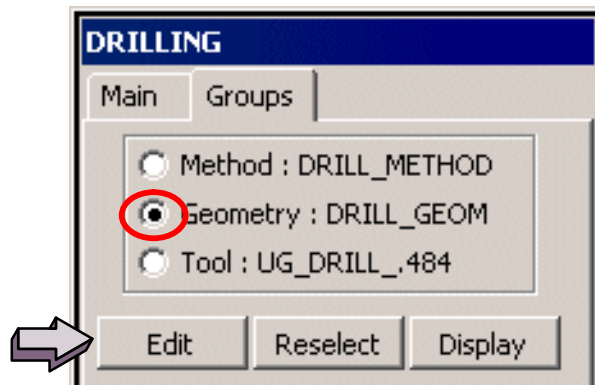 DRILLING
Main Groups
Method : DRILL_METHOD
Geometry : DRILL_GEOM
Tool : UG_DRILL_.484
Edit Reselect Display